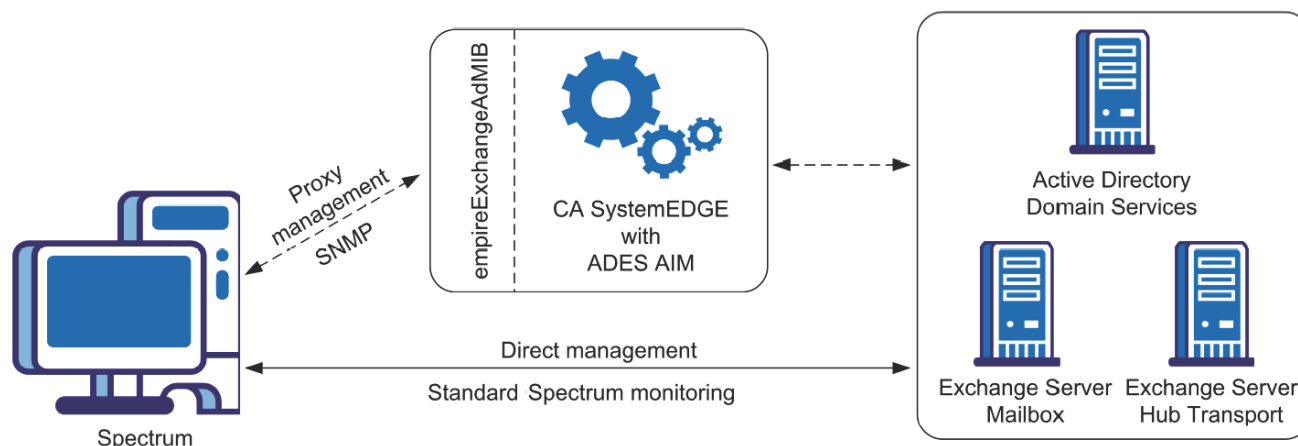 Spectrum
Proxy
management
SNMP
empireExchangeAdMIB
CA SystemEDGE
with
ADES AIM
Direct management
Standard Spectrum monitoring
Active Directory
Domain Services
Exchange Server
Mailbox
Exchange Server
Hub Transport